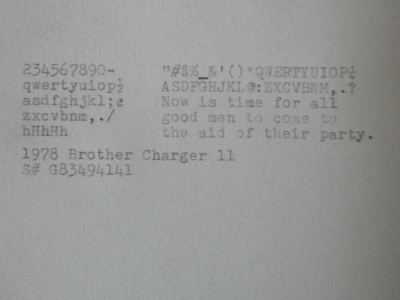 234567890-
qwertyuiop½
asdfghjkl;¢
zxcvbnm,./
hHhHh
"#$%_&'()*QWERTYUIOP¼
ASDFGHJKL@:ZXCVBNM,.?
Now is time for all
good men to come to
the aid of their party.
1978 Brother Charger 11
S# G83494141